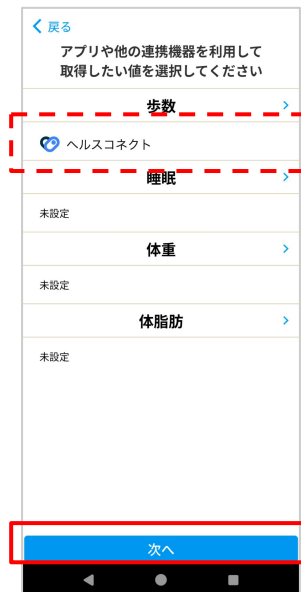 戻る
アプリや他の連携機器を利用して
取得したい値を選択してください
歩数
ヘルスコネクト
睡眠
未設定
体重
未設定
体脂肪
未設定
次へ